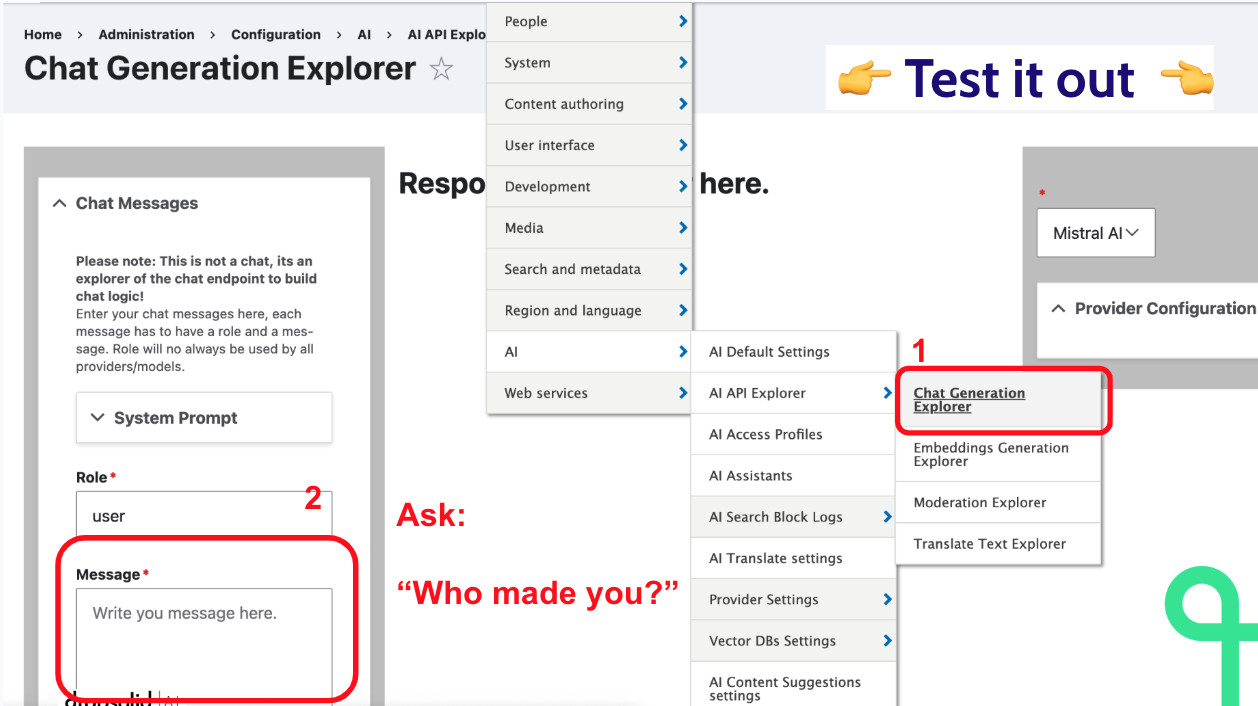 Home > Administration > Configuration > AI > AI API Explo
Chat Generation Explorer
👉 Test it out 👈
Chat Messages
Please note: This is not a chat, its an
explorer of the chat endpoint to build
chat logic!
Enter your chat messages here, each
message has to have a role and a mes-
sage. Role will no always be used by all
providers/models.
System Prompt
Role*
user
2
Message*
Write you message here.
Respo
here.
Ask:
“Who made you?”
People
System
Content authoring
User interface
Development
Media
Search and metadata
Region and language
AI
Web services
AI Default Settings
AI API Explorer
AI Access Profiles
AI Assistants
AI Search Block Logs
AI Translate settings
Provider Settings
Vector DBs Settings
AI Content Suggestions
settings
1
Chat Generation
Explorer
Embeddings Generation
Explorer
Moderation Explorer
Translate Text Explorer
*
Mistral AI
Provider Configuration